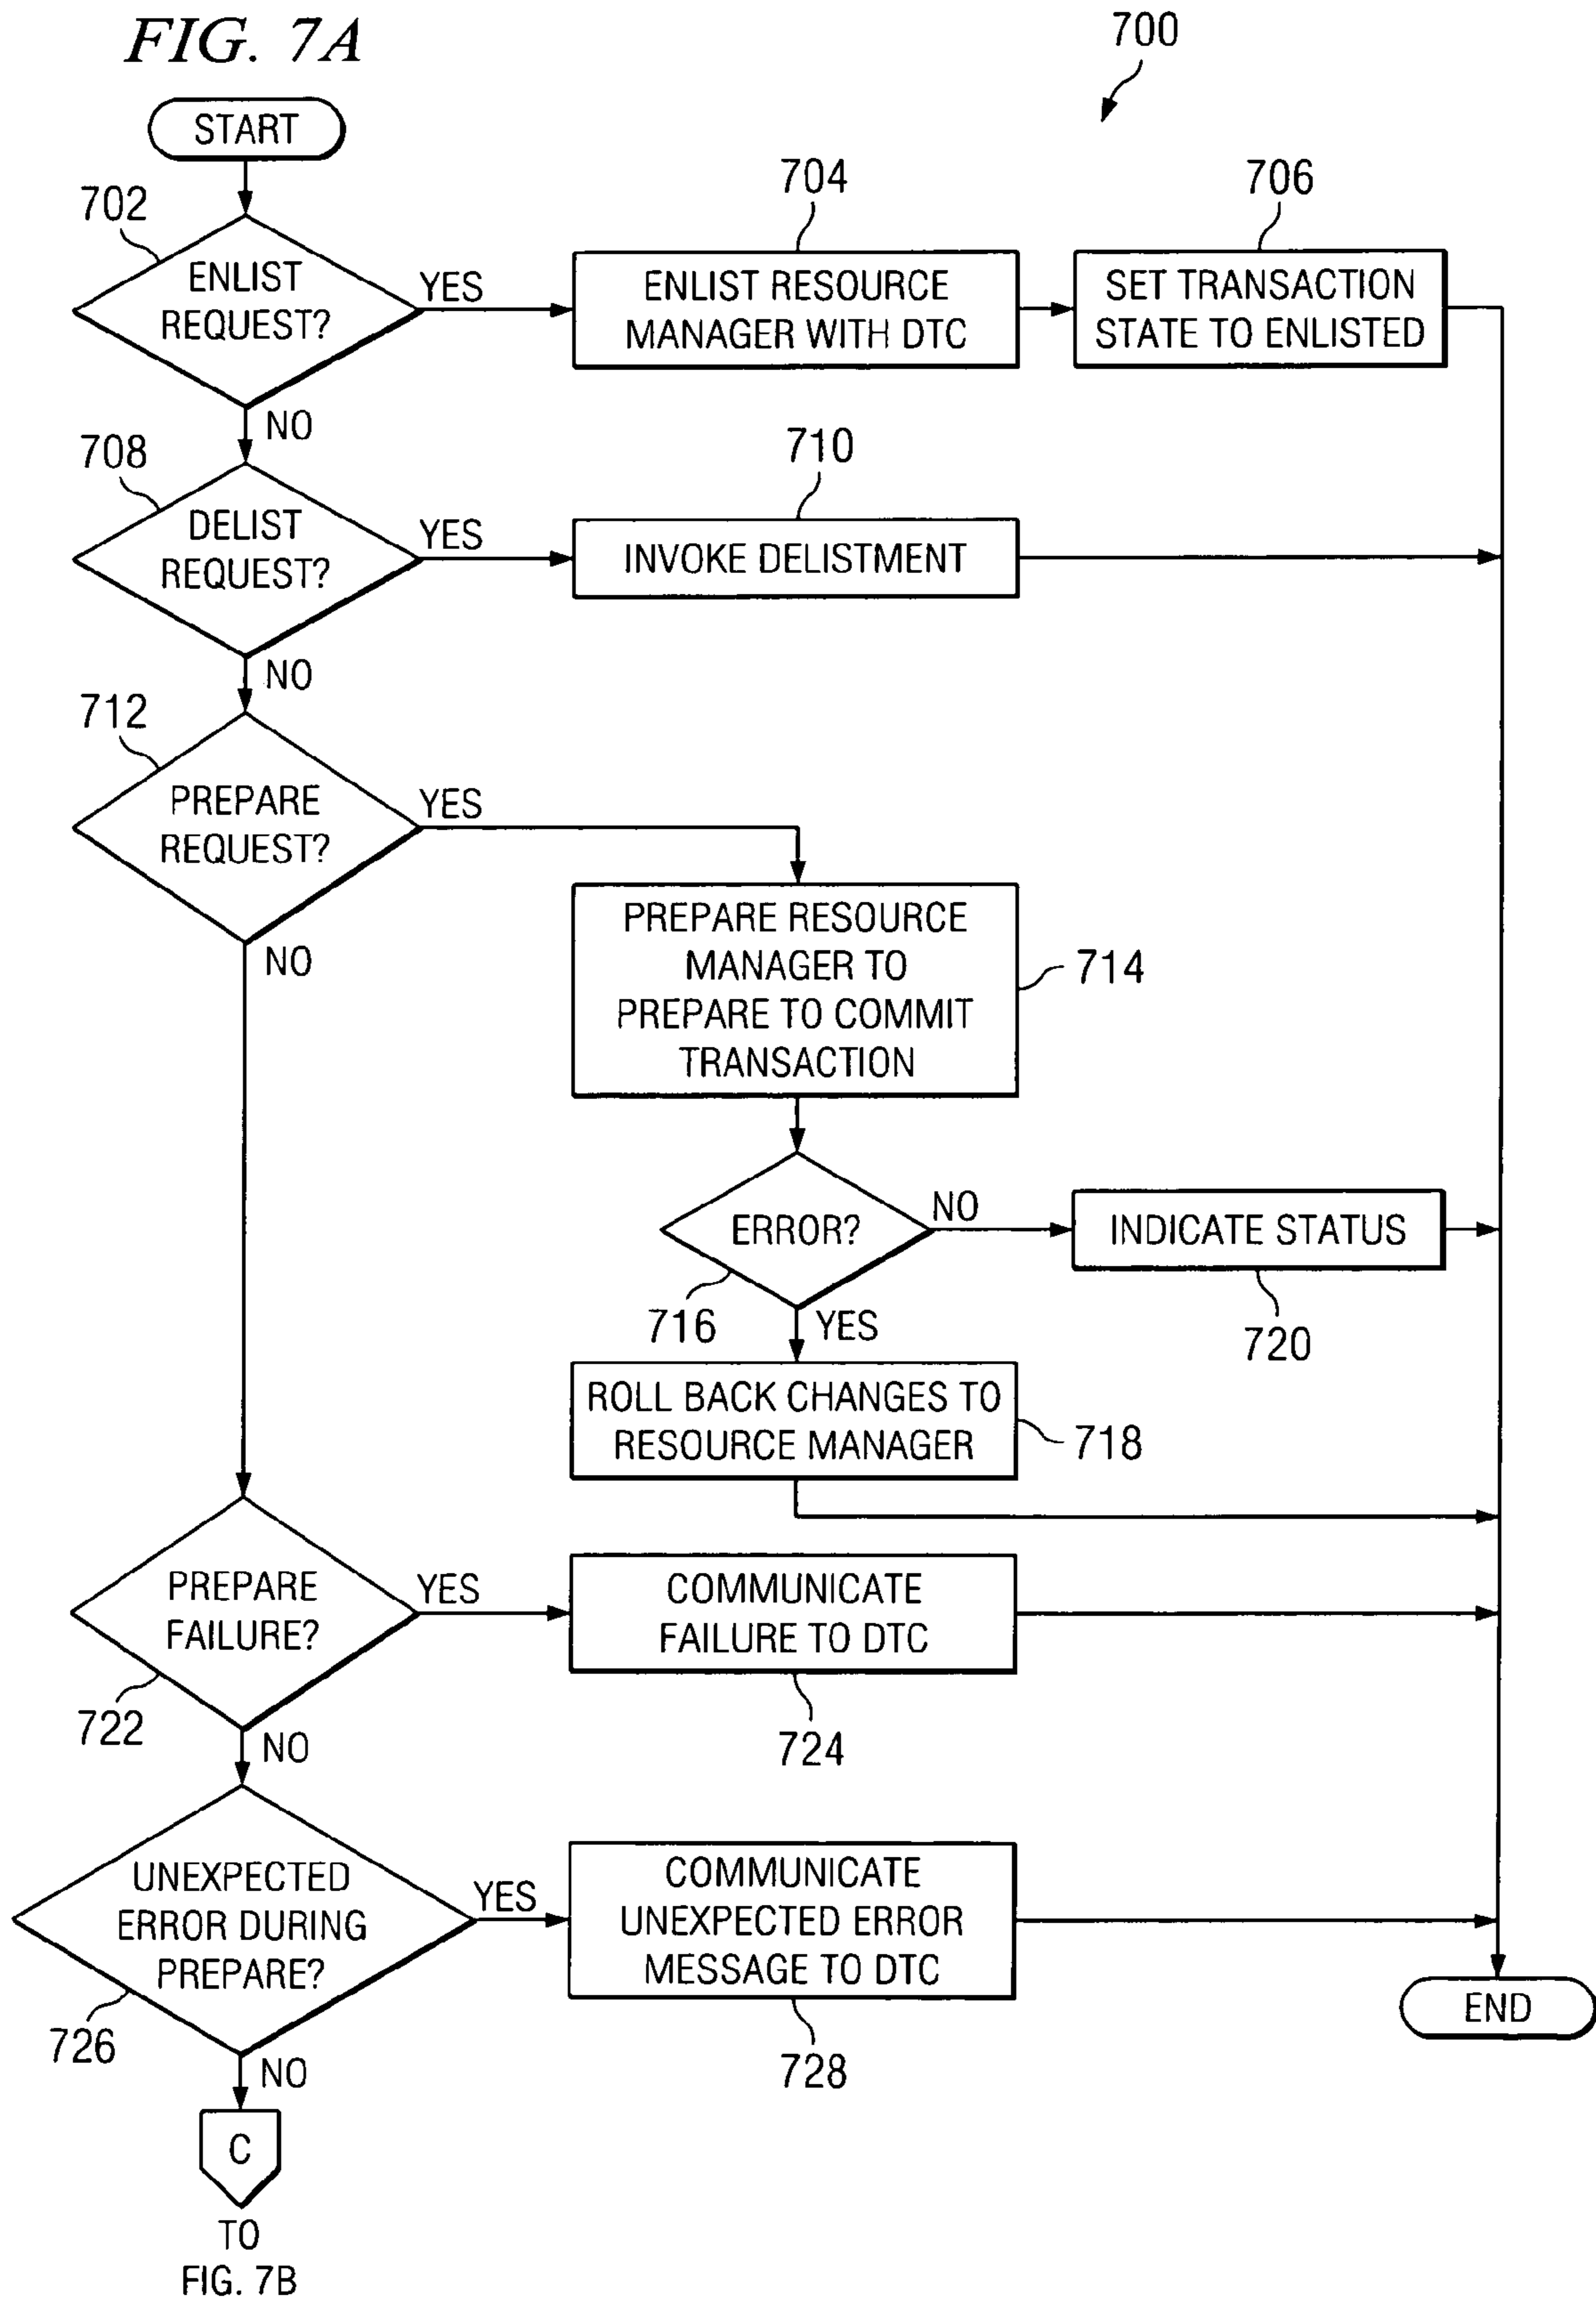 FIG. 7A
700
START
702
ENLIST
REQUEST?
YES
704
ENLIST RESOURCE
MANAGER WITH DTC
706
SET TRANSACTION
STATE TO ENLISTED
NO
708
DELIST
REQUEST?
YES
710
INVOKE DELISTMENT
NO
712
PREPARE
REQUEST?
YES
NO
PREPARE RESOURCE
MANAGER TO
PREPARE TO COMMIT
TRANSACTION
714
ERROR?
716
NO
INDICATE STATUS
720
YES
ROLL BACK CHANGES TO
RESOURCE MANAGER
718
PREPARE
FAILURE?
722
YES
COMMUNICATE
FAILURE TO DTC
724
NO
UNEXPECTED
ERROR DURING
PREPARE?
726
YES
COMMUNICATE
UNEXPECTED ERROR
MESSAGE TO DTC
728
END
NO
C
TO
FIG. 7B